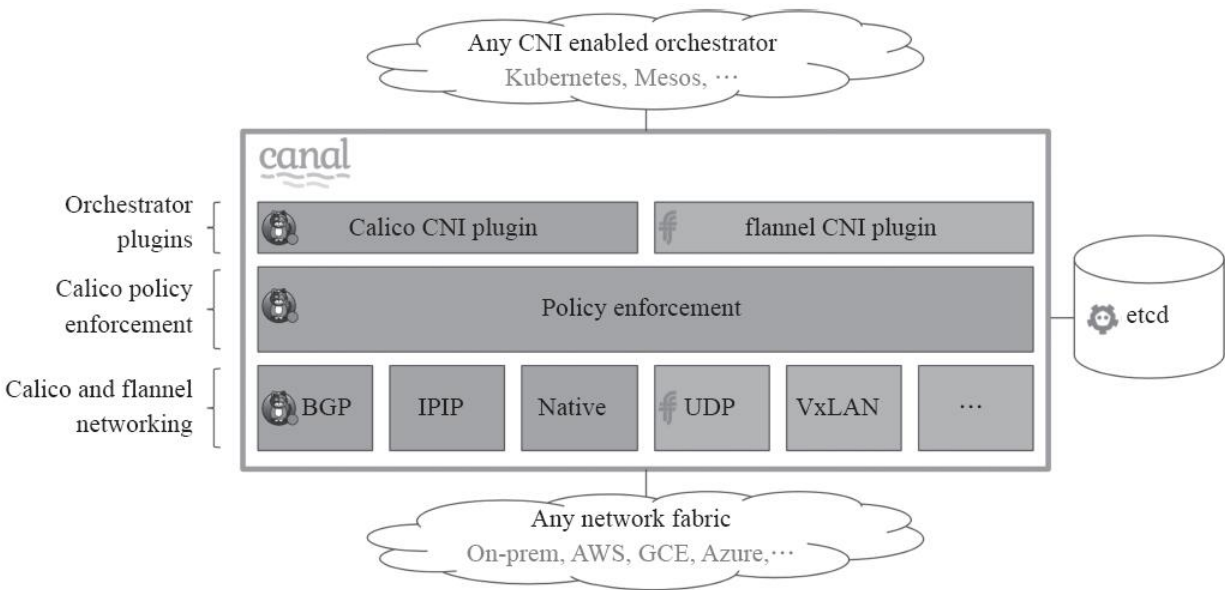 Any CNI enabled orchestrator
Kubernetes, Mesos, ⋯
canal
Orchestrator
plugins
Calico CNI plugin
flannel CNI plugin
Calico policy
enforcement
Policy enforcement
etcd
Calico and flannel
networking
BGP
IPIP
Native
UDP
VxLAN
⋯
Any network fabric
On-prem, AWS, GCE, Azure,⋯